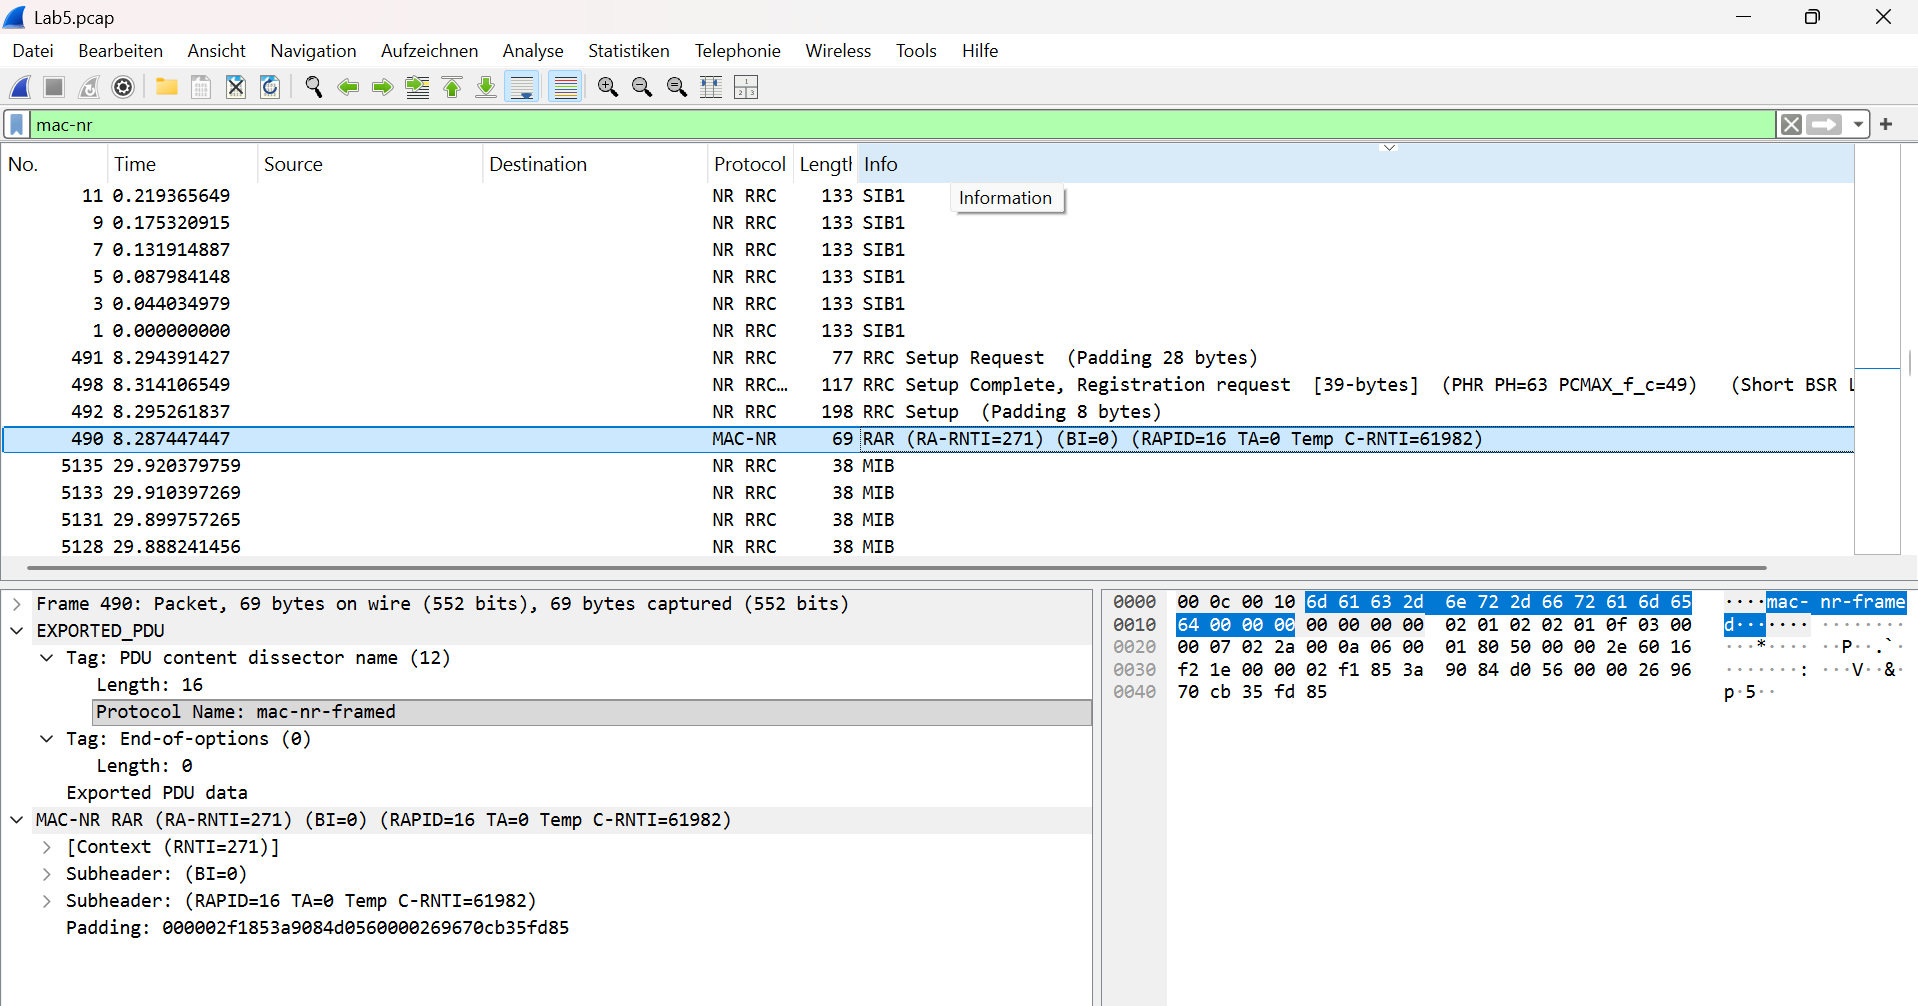 Lab5.pcap
Datei Bearbeiten Ansicht Navigation Aufzeichnen Analyse Statistiken Telephonie Wireless Tools Hilfe
mac-nr
No. Time Source Destination Protocol Lengtl Info
11 0.219365649 NR RRC 133 SIB1
Information
9 0.175320915 NR RRC 133 SIB1
7 0.131914887 NR RRC 133 SIB1
5 0.087984148 NR RRC 133 SIB1
3 0.044034979 NR RRC 133 SIB1
1 0.000000000 NR RRC 133 SIB1
491 8.294391427 NR RRC 77 RRC Setup Request (Padding 28 bytes)
498 8.314106549 NR RRC… 117 RRC Setup Complete, Registration request [39-bytes] (PHR PH=63 PCMAX_f_c=49) (Short BSR L
492 8.295261837 NR RRC 198 RRC Setup (Padding 8 bytes)
490 8.287447447 MAC-NR 69 RAR (RA-RNTI=271) (BI=0) (RAPID=16 TA=0 Temp C-RNTI=61982)
5135 29.920379759 NR RRC 38 MIB
5133 29.910397269 NR RRC 38 MIB
5131 29.899757265 NR RRC 38 MIB
5128 29.888241456 NR RRC 38 MIB
Frame 490: Packet, 69 bytes on wire (552 bits), 69 bytes captured (552 bits)
EXPORTED_PDU
Tag: PDU content dissector name (12)
Length: 16
Protocol Name: mac-nr-framed
Tag: End-of-options (0)
Length: 0
Exported PDU data
MAC-NR RAR (RA-RNTI=271) (BI=0) (RAPID=16 TA=0 Temp C-RNTI=61982)
[Context (RNTI=271)]
Subheader: (BI=0)
Subheader: (RAPID=16 TA=0 Temp C-RNTI=61982)
Padding: 000002f1853a9084d0560000269670cb35fd85
0000 00 0c 00 10 6d 61 63 2d 6e 72 2d 66 72 61 6d 65 ····mac- nr-frame
0010 64 00 00 00 00 00 00 00 02 01 02 02 01 0f 03 00 d······· ········
0020 00 07 02 2a 00 0a 06 00 01 80 50 00 00 2e 60 16 ···*···· ··P··.`·
0030 f2 1e 00 00 02 f1 85 3a 90 84 d0 56 00 00 26 96 ·······: ···V··&·
0040 70 cb 35 fd 85 p·5··